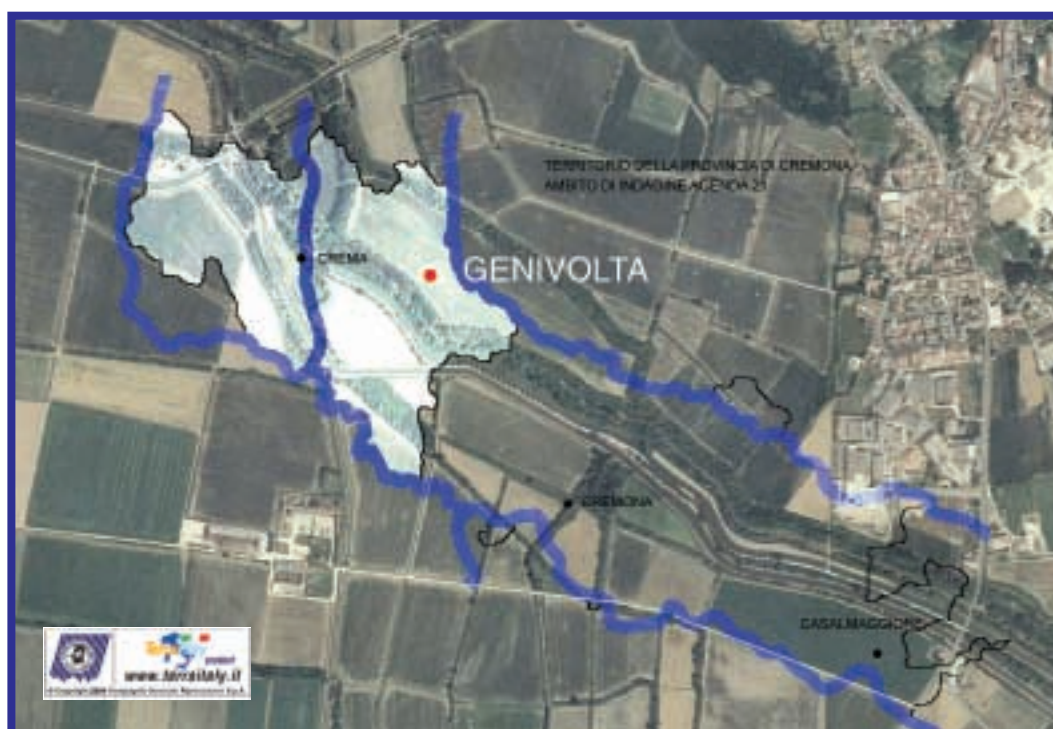 TERRITORIO DELLA PROVINCIA DI CREMONA
AMBITO DI INDAGINE AGENDA 21
CREMA
GENIVOLTA
CREMONA
CASALMAGGIORE
www.terraitaly.it